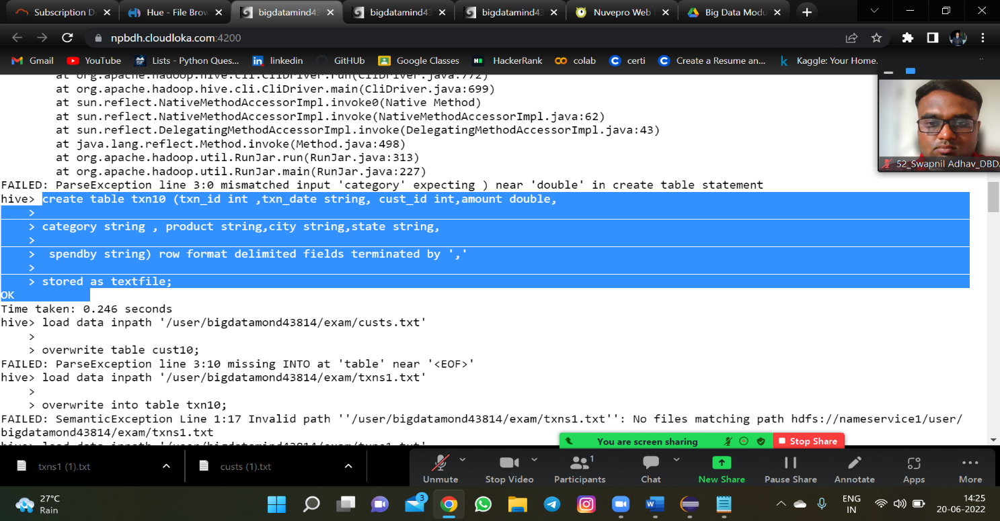 Subscription D
Hue - File Brow
bigdatamind43
bigdatamind43
bigdatamind43
Nuvepro Web
Big Data Modu
npbdh.cloudloka.com:4200
Gmail
YouTube
Lists - Python Ques...
linkedin
GitHUb
Google Classes
HackerRank
colab
certi
Create a Resume an...
Kaggle: Your Home.
at org.apache.hadoop.hive.cli.CliDriver.run(CliDriver.java:772)
at org.apache.hadoop.hive.cli.CliDriver.main(CliDriver.java:699)
at sun.reflect.NativeMethodAccessorImpl.invoke0(Native Method)
at sun.reflect.NativeMethodAccessorImpl.invoke(NativeMethodAccessorImpl.java:62)
at sun.reflect.DelegatingMethodAccessorImpl.invoke(DelegatingMethodAccessorImpl.java:43)
at java.lang.reflect.Method.invoke(Method.java:498)
at org.apache.hadoop.util.RunJar.run(RunJar.java:313)
at org.apache.hadoop.util.RunJar.main(RunJar.java:227)
52_Swapnil Adhav_DBDA
FAILED: ParseException line 3:0 mismatched input 'category' expecting ) near 'double' in create table statement
hive> create table txn10 (txn_id int ,txn_date string, cust_id int,amount double,
>
> category string , product string,city string,state string,
>
> spendby string) row format delimited fields terminated by ','
>
> stored as textfile;
OK
Time taken: 0.246 seconds
hive> load data inpath '/user/bigdatamond43814/exam/custs.txt'
>
> overwrite table cust10;
FAILED: ParseException line 3:10 missing INTO at 'table' near '<EOF>'
hive> load data inpath '/user/bigdatamond43814/exam/txns1.txt'
>
> overwrite into table txn10;
FAILED: SemanticException Line 1:17 Invalid path ''/user/bigdatamond43814/exam/txns1.txt'': No files matching path hdfs://nameservice1/user/
bigdatamond43814/exam/txns1.txt
hive> load data inpath '/user/bigdatamond43814/exam/txns1.txt'
You are screen sharing
Stop Share
txns1 (1).txt
custs (1).txt
Unmute
Stop Video
Participants
1
Chat
New Share
Pause Share
Annotate
Apps
More
27°C
Rain
3
ENG
IN
14:25
20-06-2022